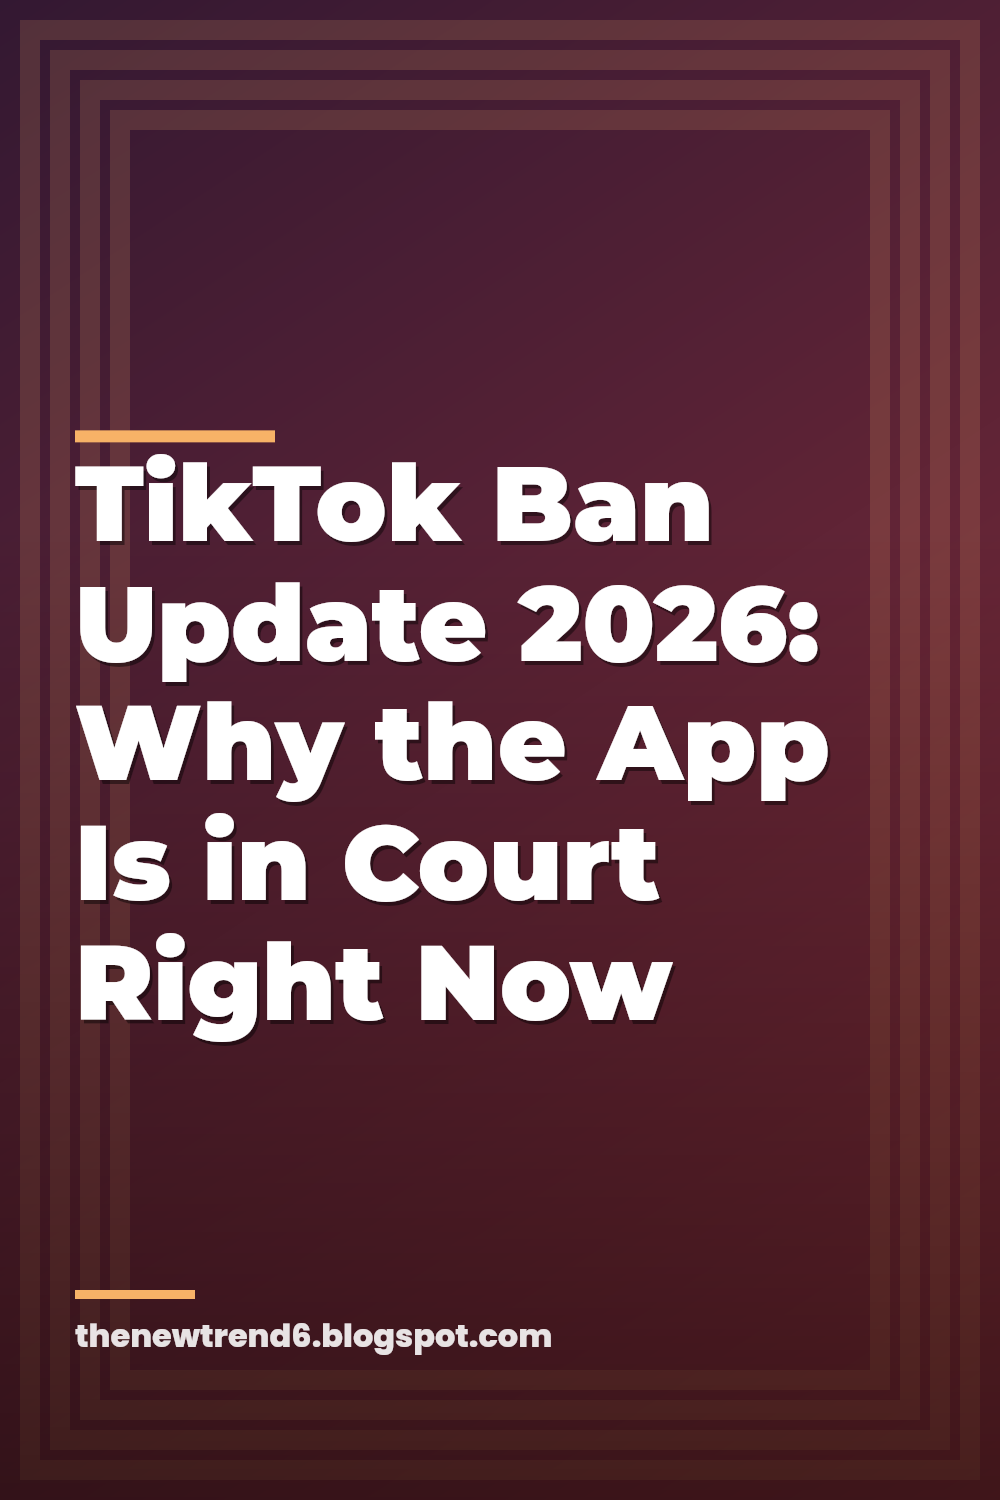 TikTok Ban
Update 2026:
Why the App
Is in Court
Right Now
thenewtrend6.blogspot.com